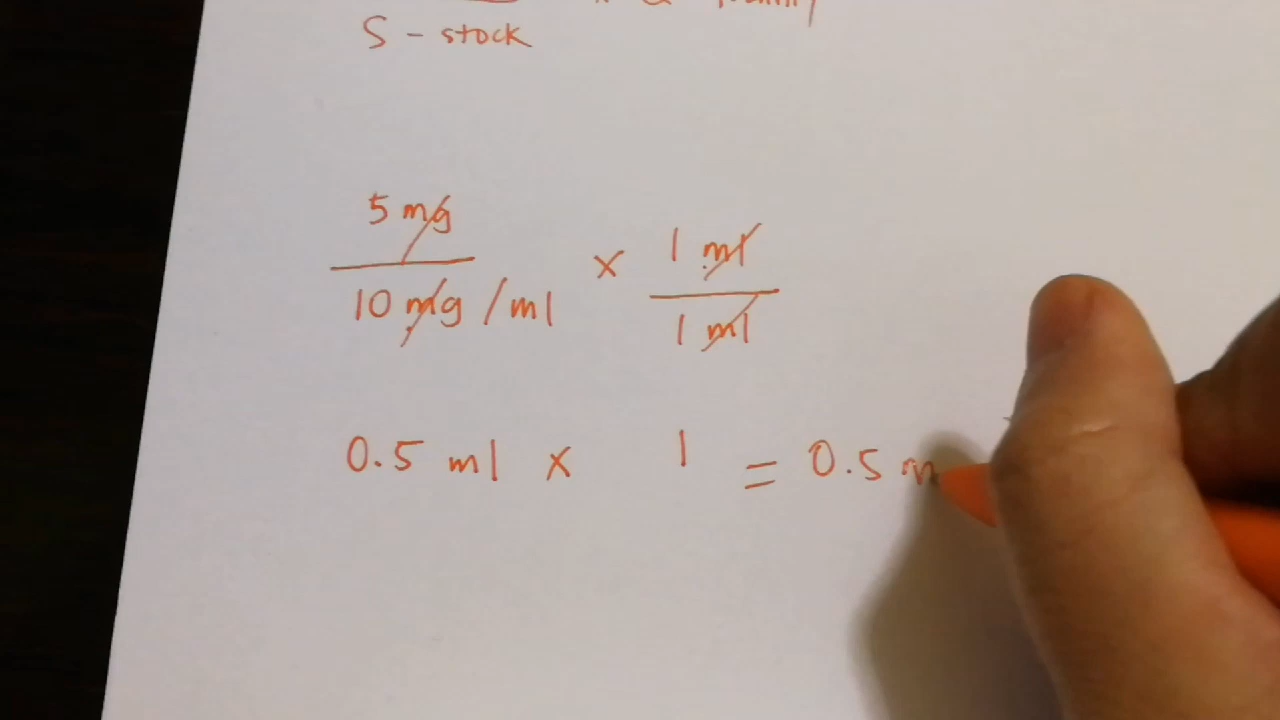 S - stock
5 mg
10 mg/ml
x
1 ml
1 ml
0.5 ml x 1 = 0.5 m